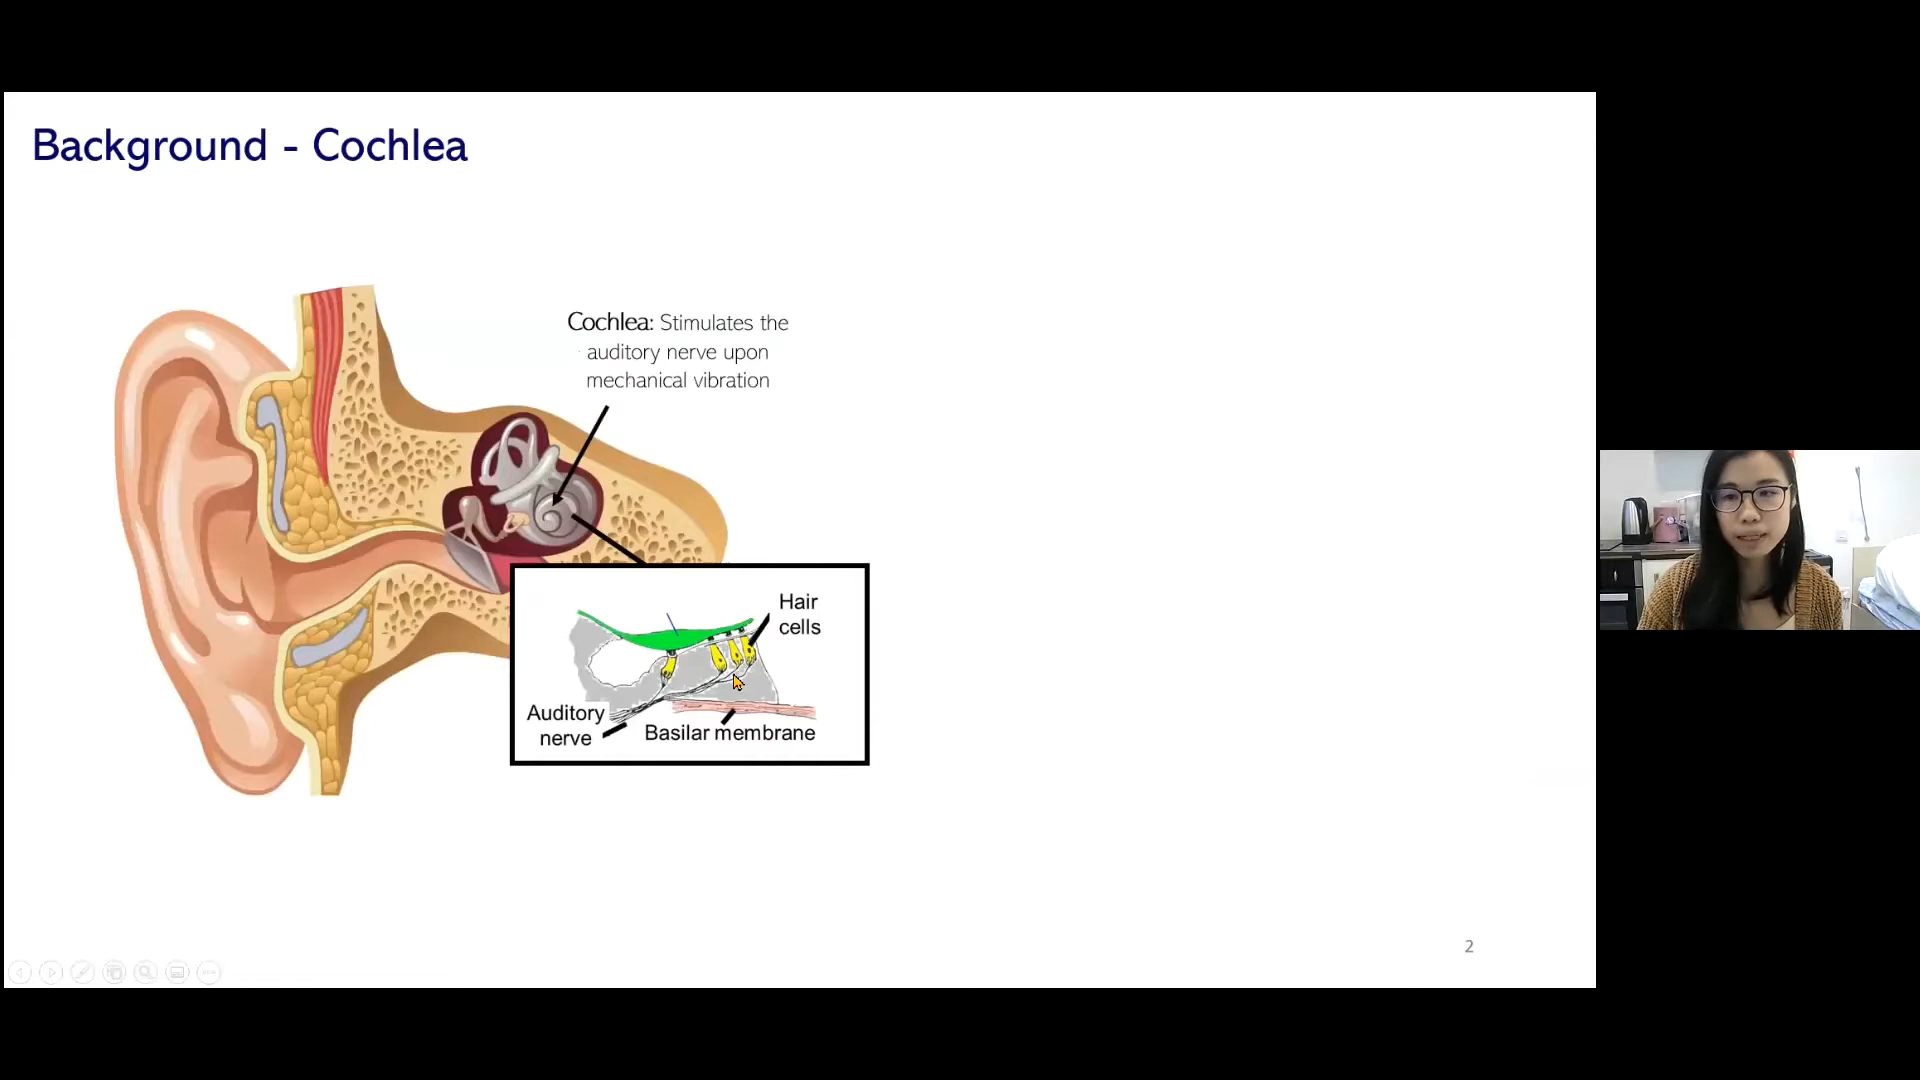 Background - Cochlea
Cochlea: Stimulates the
auditory nerve upon
mechanical vibration
Hair
cells
Auditory
nerve
Basilar membrane
2